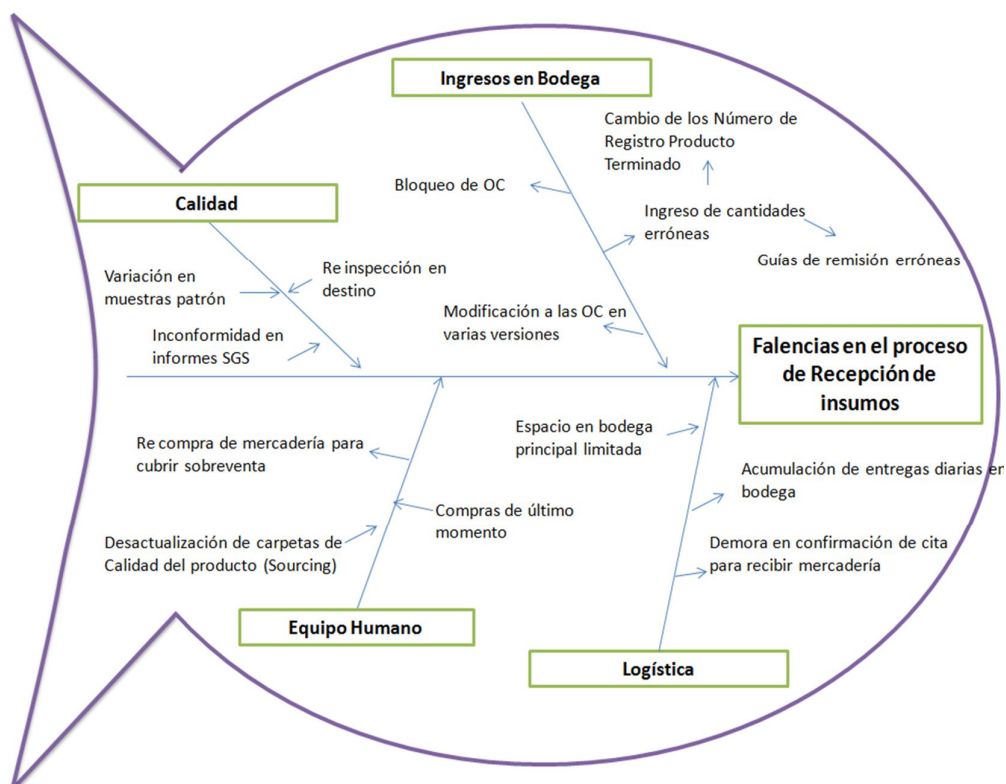 Ingresos en Bodega
Cambio de los Número de
Registro Producto
Terminado
Bloqueo de OC
Calidad
Ingreso de cantidades
erróneas
Guías de remisión erróneas
Re inspección en
destino
Variación en
muestras patrón
Modificación a las OC en
varias versiones
Inconformidad en
informes SGS
Falencias en el proceso
de Recepción de
insumos
Espacio en bodega
principal limitada
Re compra de mercadería para
cubrir sobreventa
Acumulación de entregas diarias en
bodega
Compras de último
momento
Desactualización de carpetas de
Calidad del producto (Sourcing)
Demora en confirmación de cita
para recibir mercadería
Equipo Humano
Logística